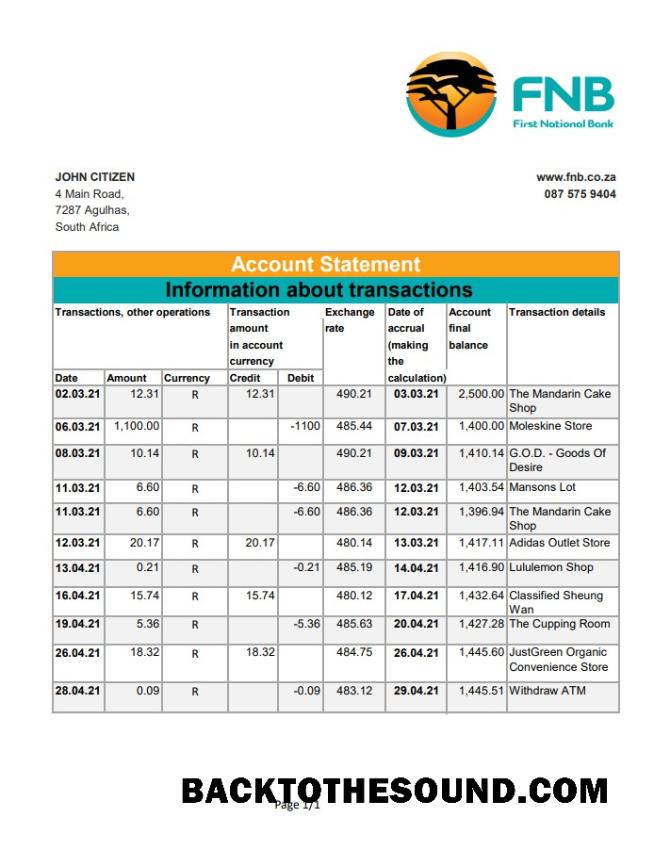 FNB
First National Bank
JOHN CITIZEN www.fnb.co.za
4 Main Road, 087 575 9404
7287 Agulhas,
South Africa
Account Statement
Information about transactions
Transactions, other operations Transaction Exchange Date of Account Transaction details
amount rate accrual final
in account (making balance
currency the
Date Amount Currency Credit Debit calculation)
02.03.21 12.31 R 12.31 490.21 03.03.21 2,500.00 The Mandarin Cake
Shop
06.03.21 1,100.00 R -1100 485.44 07.03.21 1,400.00 Moleskine Store
08.03.21 10.14 R 10.14 490.21 09.03.21 1,410.14 G.O.D. - Goods Of
Desire
11.03.21 6.60 R -6.60 486.36 12.03.21 1,403.54 Mansons Lot
11.03.21 6.60 R -6.60 486.36 12.03.21 1,396.94 The Mandarin Cake
Shop
12.03.21 20.17 R 20.17 480.14 13.03.21 1,417.11 Adidas Outlet Store
13.04.21 0.21 R -0.21 485.19 14.04.21 1,416.90 Lululemon Shop
16.04.21 15.74 R 15.74 480.12 17.04.21 1,432.64 Classified Sheung
Wan
19.04.21 5.36 R -5.36 485.63 20.04.21 1,427.28 The Cupping Room
26.04.21 18.32 R 18.32 484.75 26.04.21 1,445.60 JustGreen Organic
Convenience Store
28.04.21 0.09 R -0.09 483.12 29.04.21 1,445.51 Withdraw ATM
BACKTOTHESOUND.COM
Page 1/1